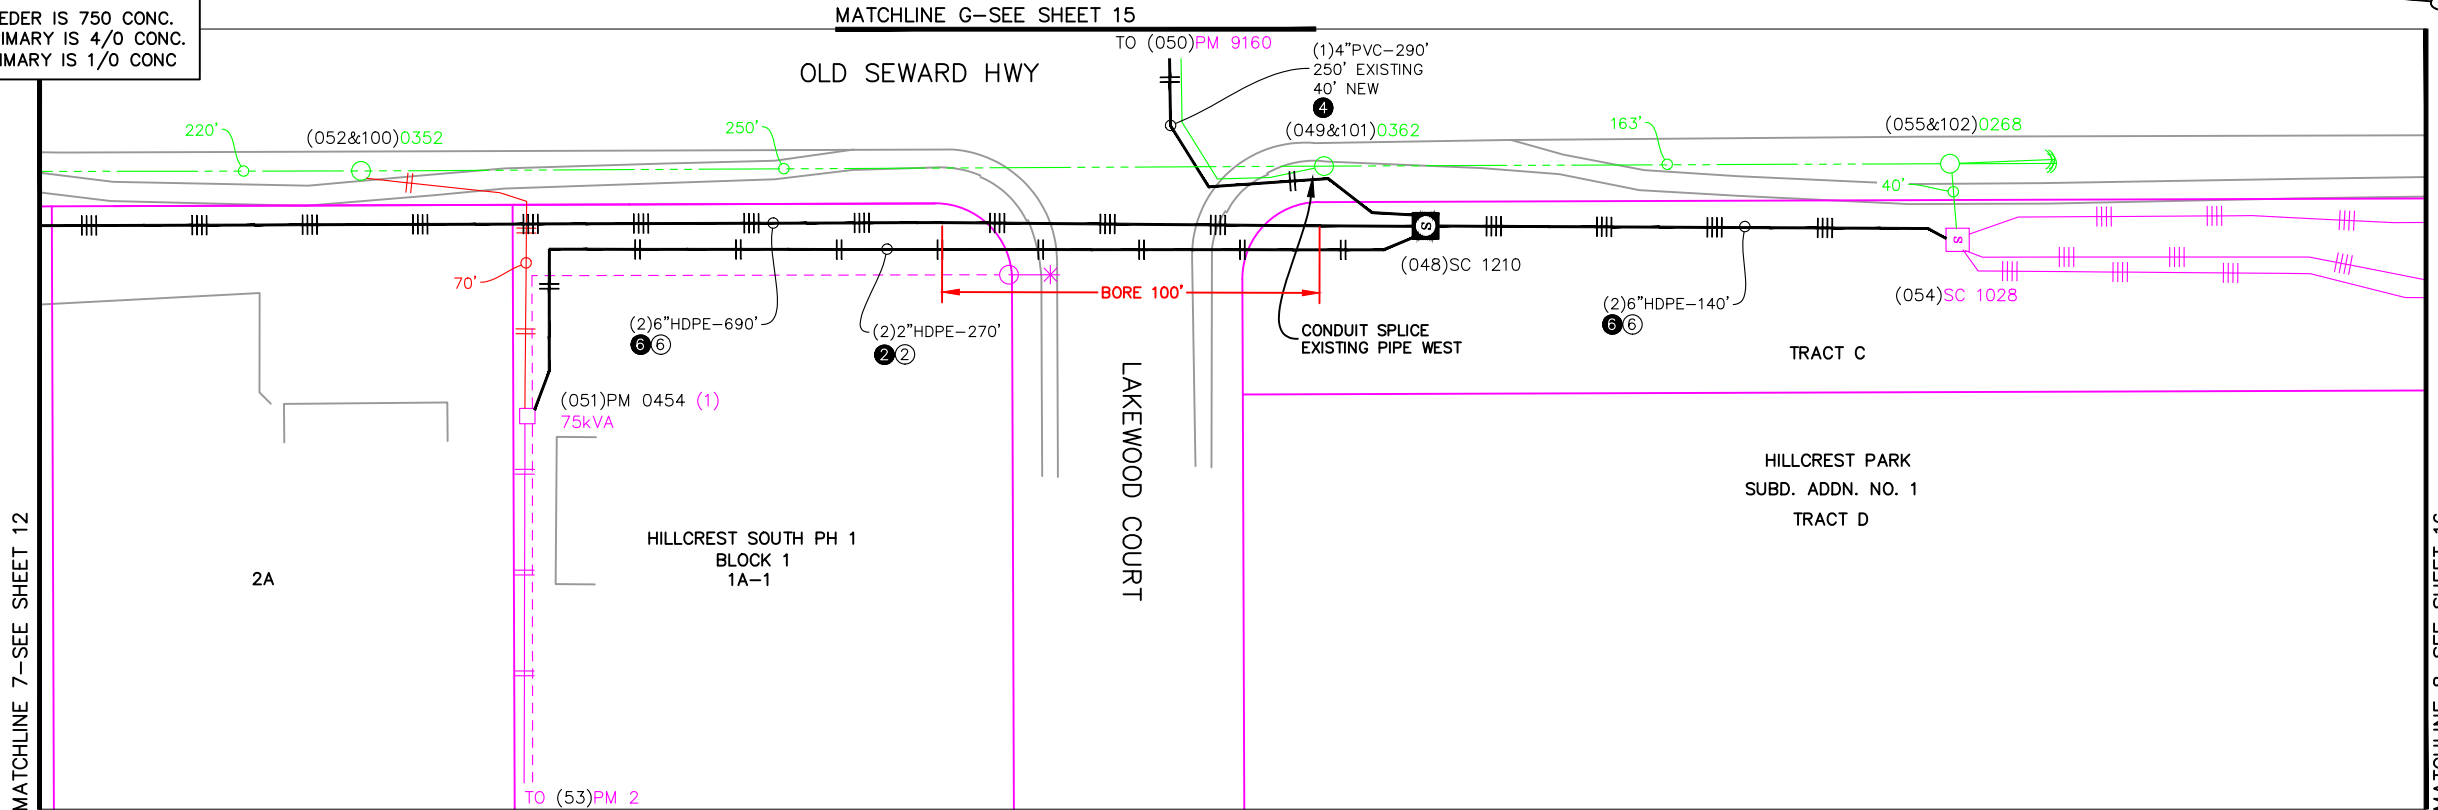 EDER IS 750 CONC.
IMARY IS 4/0 CONC.
IMARY IS 1/0 CONC
MATCHLINE G-SEE SHEET 15
TO (050)PM 9160
OLD SEWARD HWY
(1)4"PVC-290'
250' EXISTING
40' NEW
4
220'
(052&100)0352
250'
(049&101)0362
163'
(055&102)0268
40'
70'
BORE 100'
(048)SC 1210
S
S
(054)SC 1028
(2)6"HDPE-690'
6 6
(2)2"HDPE-270'
2 2
CONDUIT SPLICE
EXISTING PIPE WEST
(2)6"HDPE-140'
6 6
TRACT C
(051)PM 0454 (1)
75kVA
LAKEWOOD COURT
HILLCREST PARK
SUBD. ADDN. NO. 1
TRACT D
HILLCREST SOUTH PH 1
BLOCK 1
1A-1
2A
MATCHLINE 7-SEE SHEET 12
TO (53)PM 2